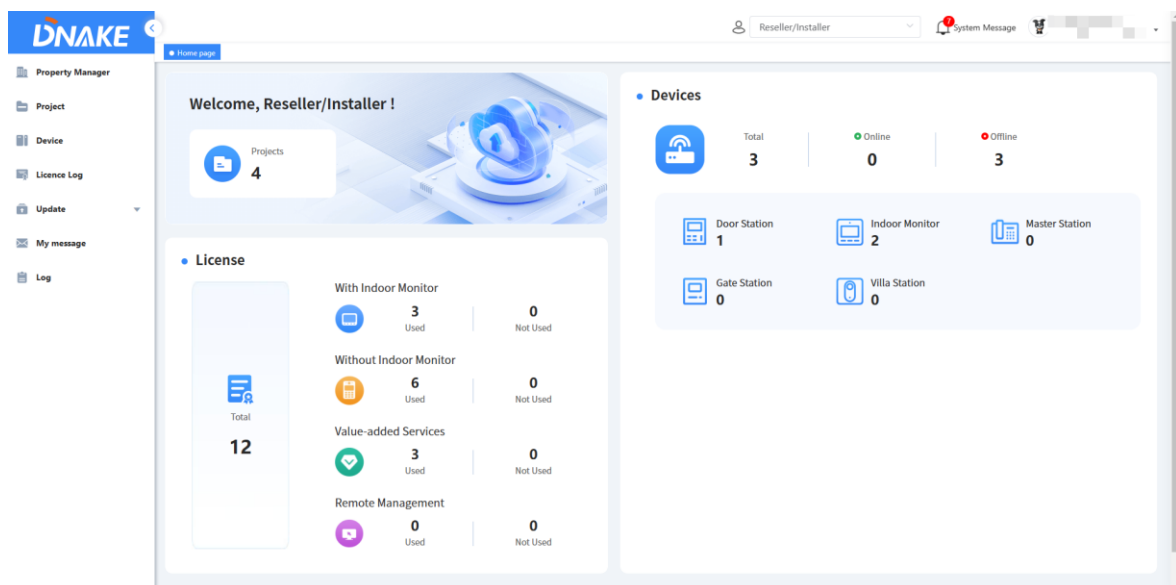 DNAKE
Reseller/Installer
7
System Message
Home page
Property Manager
Project
Device
Licence Log
Update
My message
Log
Welcome, Reseller/Installer !
Projects
4
License
Total
12
With Indoor Monitor
3 0
Used Not Used
Without Indoor Monitor
6 0
Used Not Used
Value-added Services
3 0
Used Not Used
Remote Management
0 0
Used Not Used
Devices
Total Online Offline
3 0 3
Door Station Indoor Monitor Master Station
1 2 0
Gate Station Villa Station
0 0